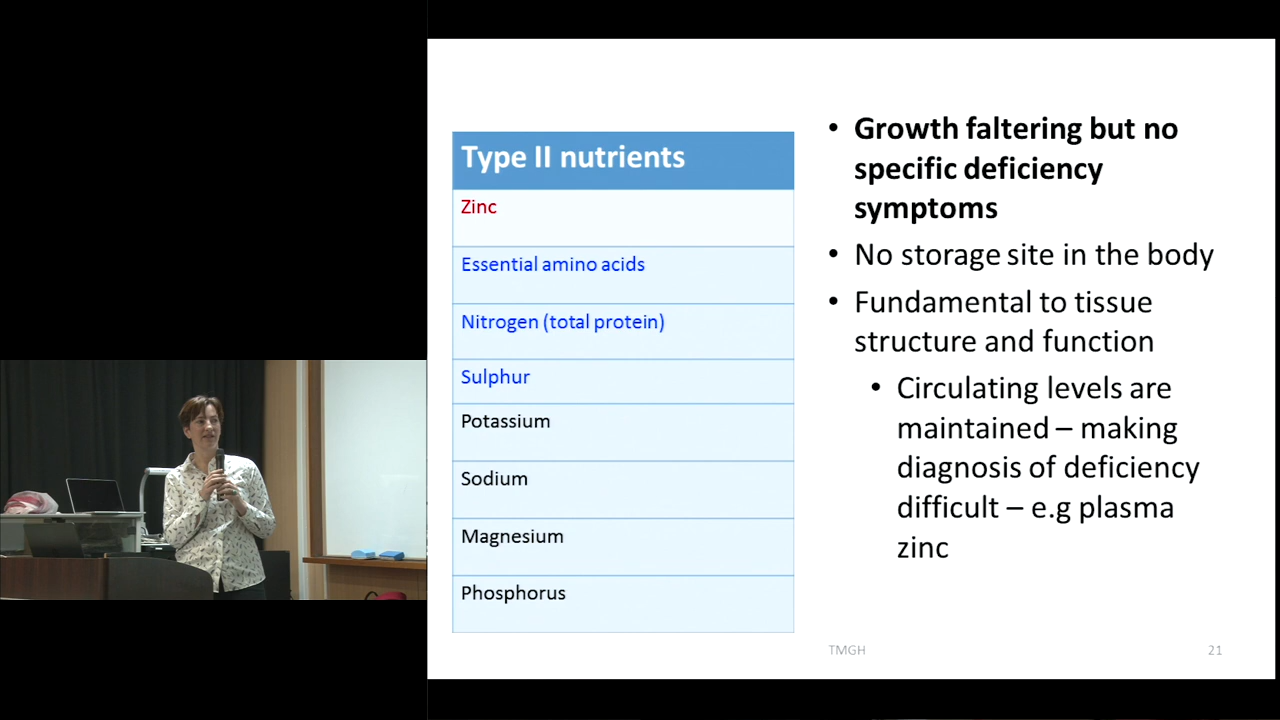 Type II nutrients
Zinc
Essential amino acids
Nitrogen (total protein)
Sulphur
Potassium
Sodium
Magnesium
Phosphorus
• Growth faltering but no
specific deficiency
symptoms
• No storage site in the body
• Fundamental to tissue
structure and function
• Circulating levels are
maintained – making
diagnosis of deficiency
difficult – e.g plasma
zinc
TMGH
21